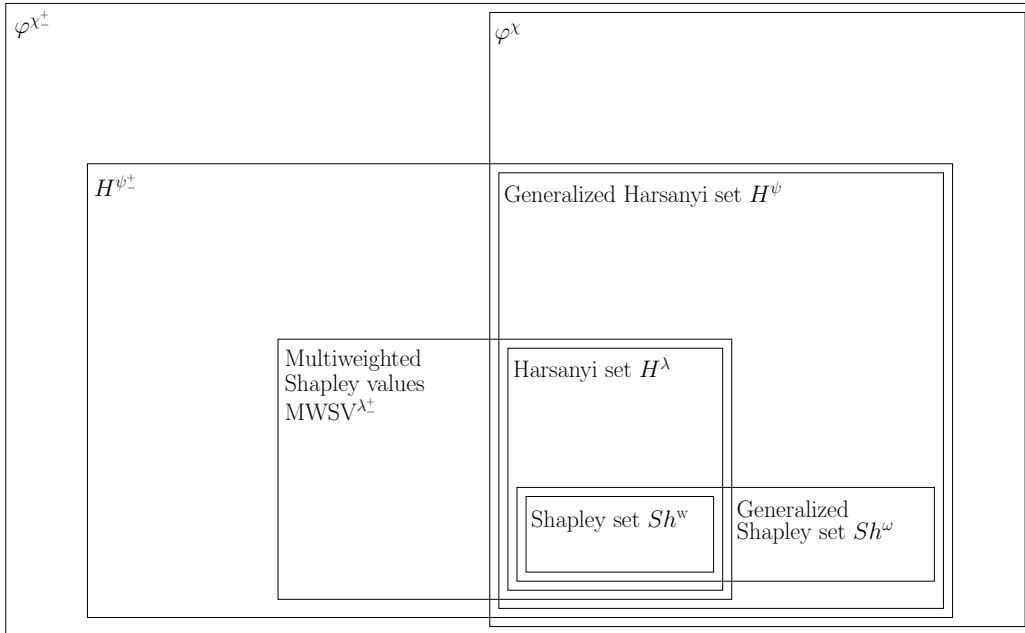 φ^χ^+_-
φ^χ
H^ψ^+_-
Generalized Harsanyi set H^ψ
Multiweighted
Shapley values
MWSV^λ^+_-
Harsanyi set H^λ
Shapley set Sh^w
Generalized
Shapley set Sh^ω